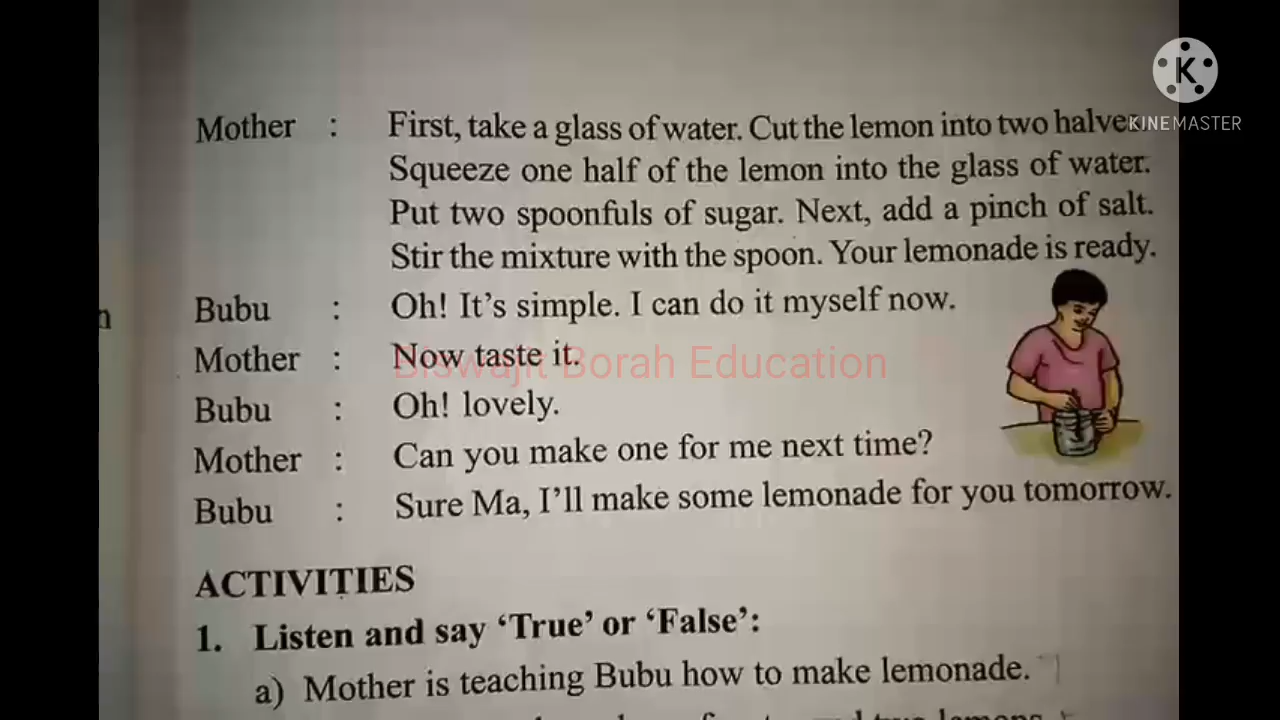 KINEMASTER
Mother : First, take a glass of water. Cut the lemon into two
Squeeze one half of the lemon into the glass of water.
Put two spoonfuls of sugar. Next, add a pinch of salt.
Stir the mixture with the spoon. Your lemonade is ready.
Bubu : Oh! It's simple. I can do it myself now.
Mother : Now taste it.
Biswajit Borah Education
Bubu : Oh! lovely.
Mother : Can you make one for me next time?
Bubu : Sure Ma, I'll make some lemonade for you tomorrow.
ACTIVITIES
1. Listen and say 'True' or 'False':
a) Mother is teaching Bubu how to make lemonade.